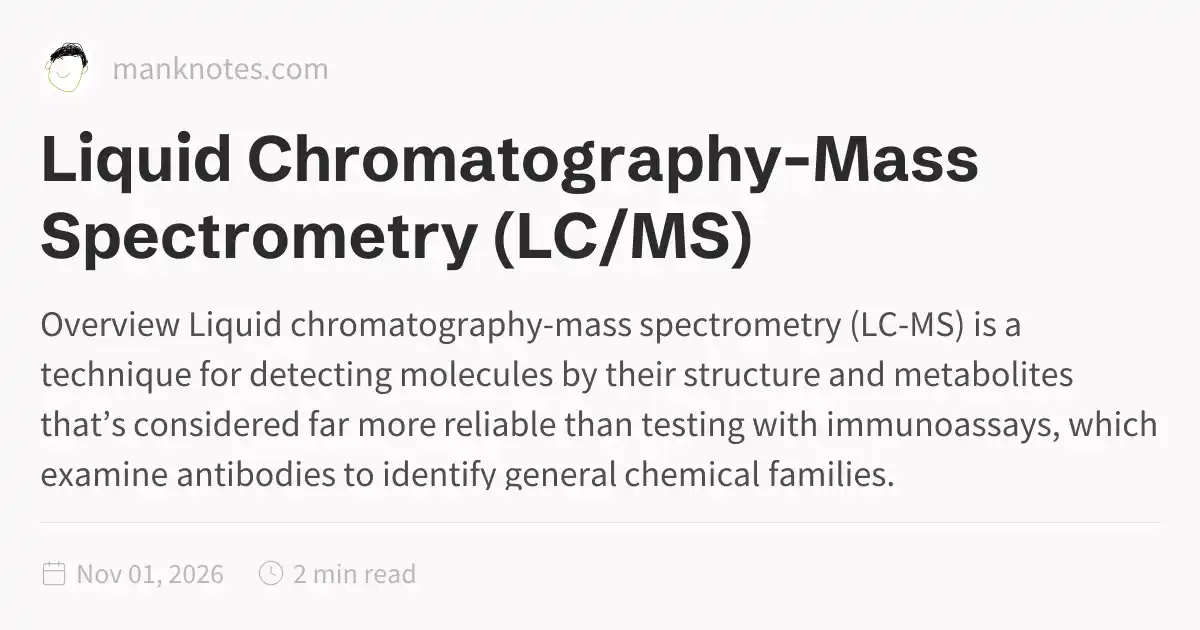 manknotes.com
Liquid Chromatography-Mass
Spectrometry (LC/MS)
Overview Liquid chromatography-mass spectrometry (LC-MS) is a
technique for detecting molecules by their structure and metabolites
that’s considered far more reliable than testing with immunoassays, which
examine antibodies to identify general chemical families.
Nov 01, 2026 2 min read